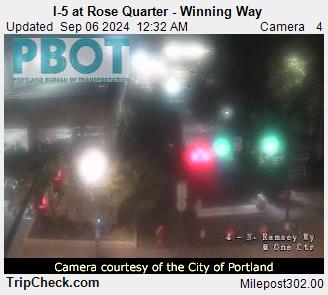 I-5 at Rose Quarter - Winning Way
Updated Sep 06 2024 12:32 AM Camera 4
PBOT
PORTLAND BUREAU OF TRANSPORTATION
4 - N. Ramsey Wy
@ One Ctr
Camera courtesy of the City of Portland
TripCheck.com Milepost302.00